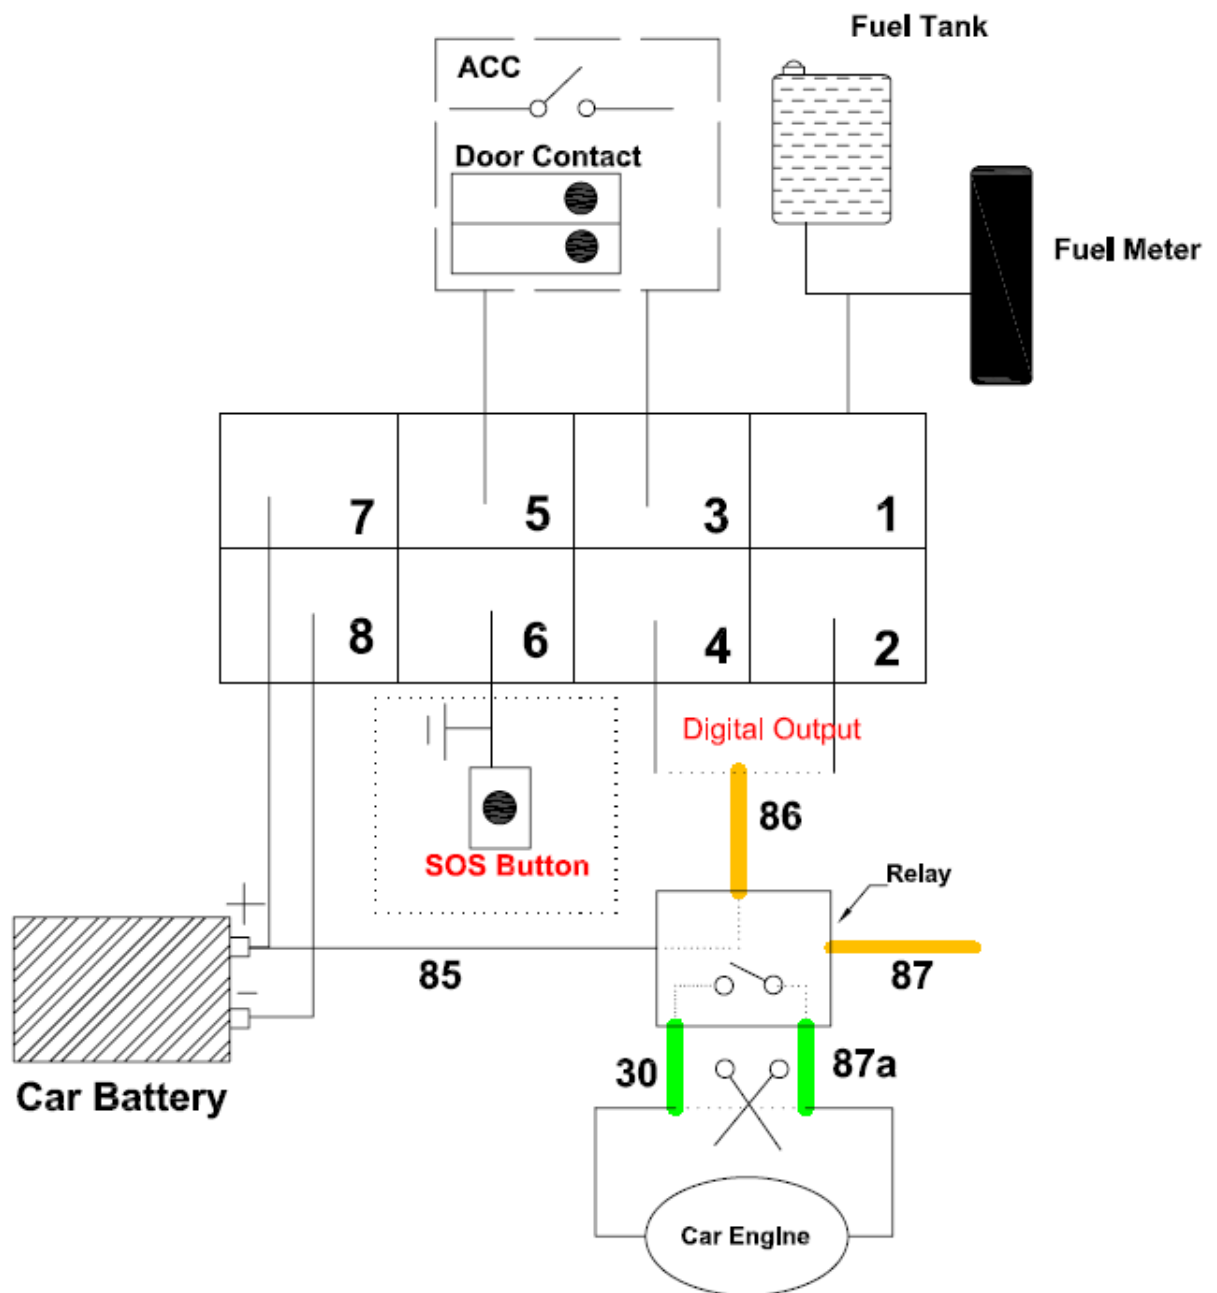 Fuel Tank
ACC
Door Contact
Fuel Meter
7
5
3
1
8
6
4
2
Digital Output
86
SOS Button
Relay
+
85
87
-
30
87a
Car Battery
Car Engine